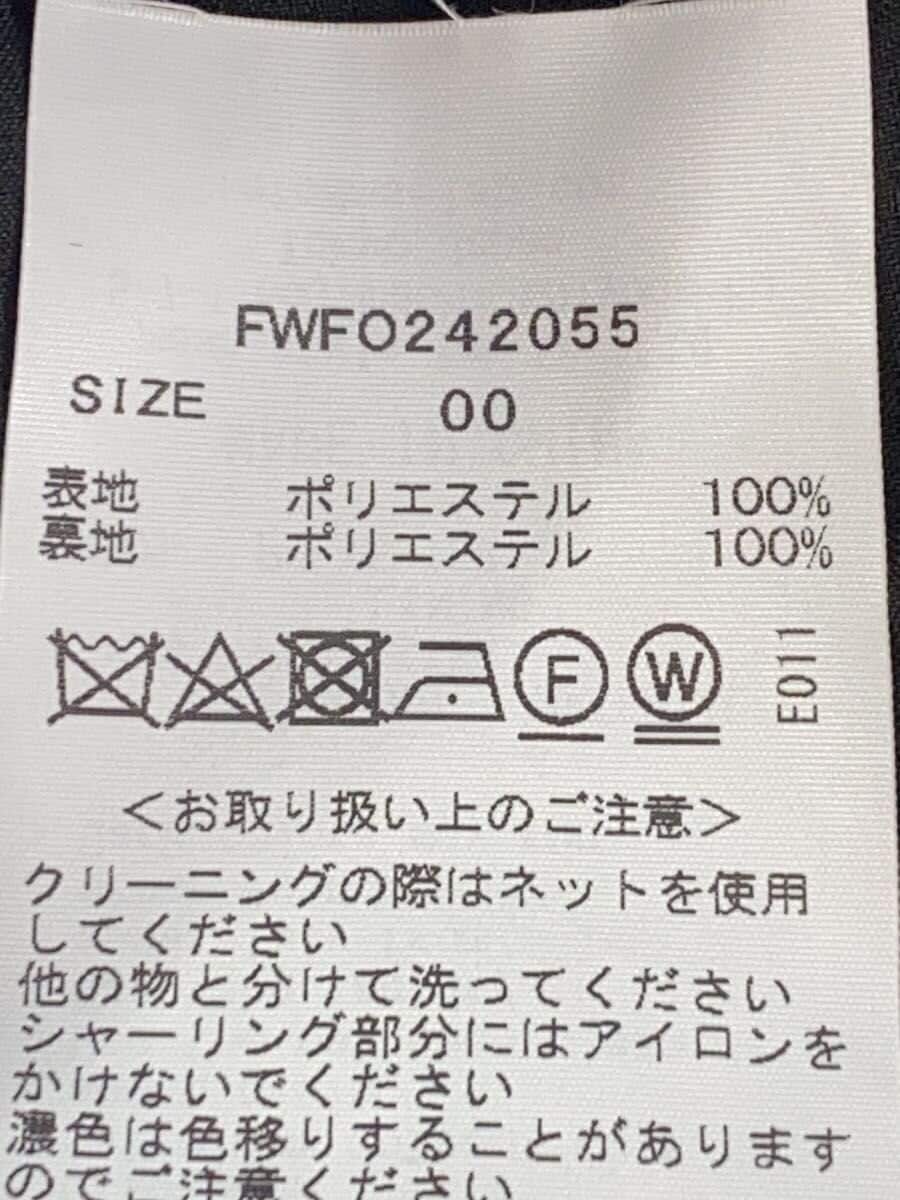 FWFO242055
SIZE 00
表地 ポリエステル 100%
裏地 ポリエステル 100%
F W E011
＜お取り扱い上のご注意＞
クリーニングの際はネットを使用
してください
他の物と分けて洗ってください
シャーリング部分にはアイロンを
かけないでください
濃色は色移りすることがあります
のでご注意ください